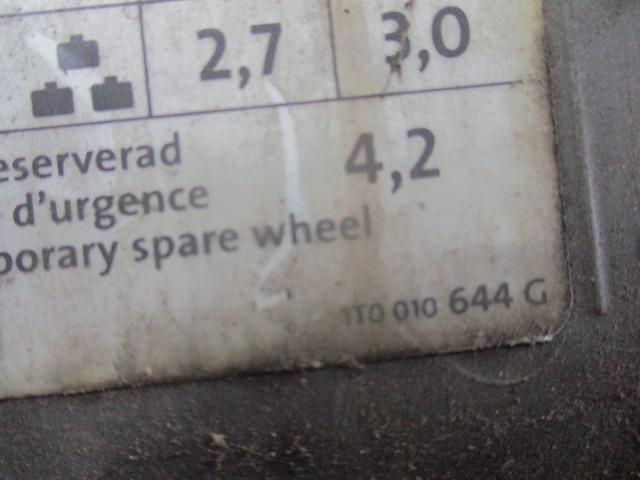 2,7 3,0
eserverad 4,2
d'urgence
porary spare wheel
1T0 010 644 G